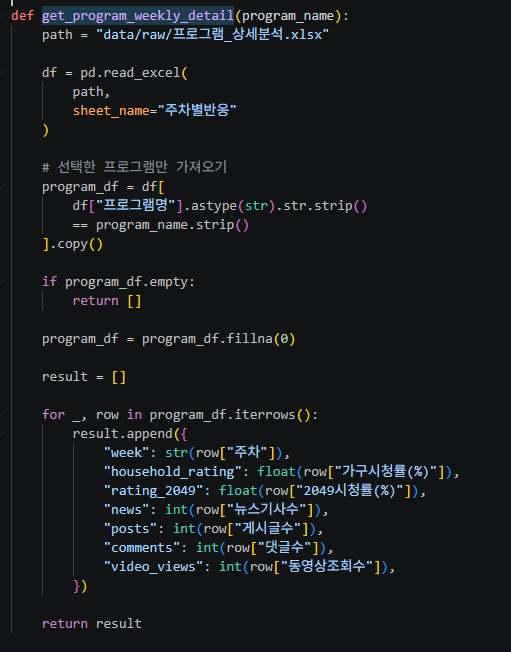 def get_program_weekly_detail(program_name):
    path = "data/raw/프로그램_상세분석.xlsx"

    df = pd.read_excel(
        path,
        sheet_name="주차별반응"
    )

    # 선택한 프로그램만 가져오기
    program_df = df[
        df["프로그램명"].astype(str).str.strip()
        == program_name.strip()
    ].copy()

    if program_df.empty:
        return []

    program_df = program_df.fillna(0)

    result = []

    for _, row in program_df.iterrows():
        result.append({
            "week": str(row["주차"]),
            "household_rating": float(row["가구시청률(%)"]),
            "rating_2049": float(row["2049시청률(%)"]),
            "news": int(row["뉴스기사수"]),
            "posts": int(row["게시글수"]),
            "comments": int(row["댓글수"]),
            "video_views": int(row["동영상조회수"]),
        })

    return result